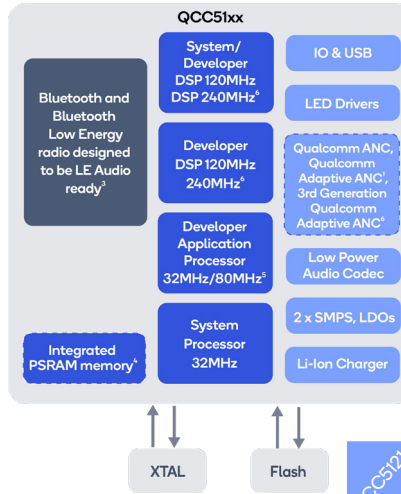 QCC51xx
Bluetooth and
Bluetooth
Low Energy
radio designed
to be LE Audio
ready³
Integrated
PSRAM memory⁴
System/
Developer
DSP 120MHz
DSP 240MHz⁶
Developer
DSP 120MHz
240MHz⁶
Developer
Application
Processor
32MHz/80MHz⁵
System
Processor
32MHz
IO & USB
LED Drivers
Qualcomm ANC,
Qualcomm
Adaptive ANC¹,
3rd Generation
Qualcomm
Adaptive ANC⁶
Low Power
Audio Codec
2 x SMPS, LDOs
Li-Ion Charger
XTAL
Flash